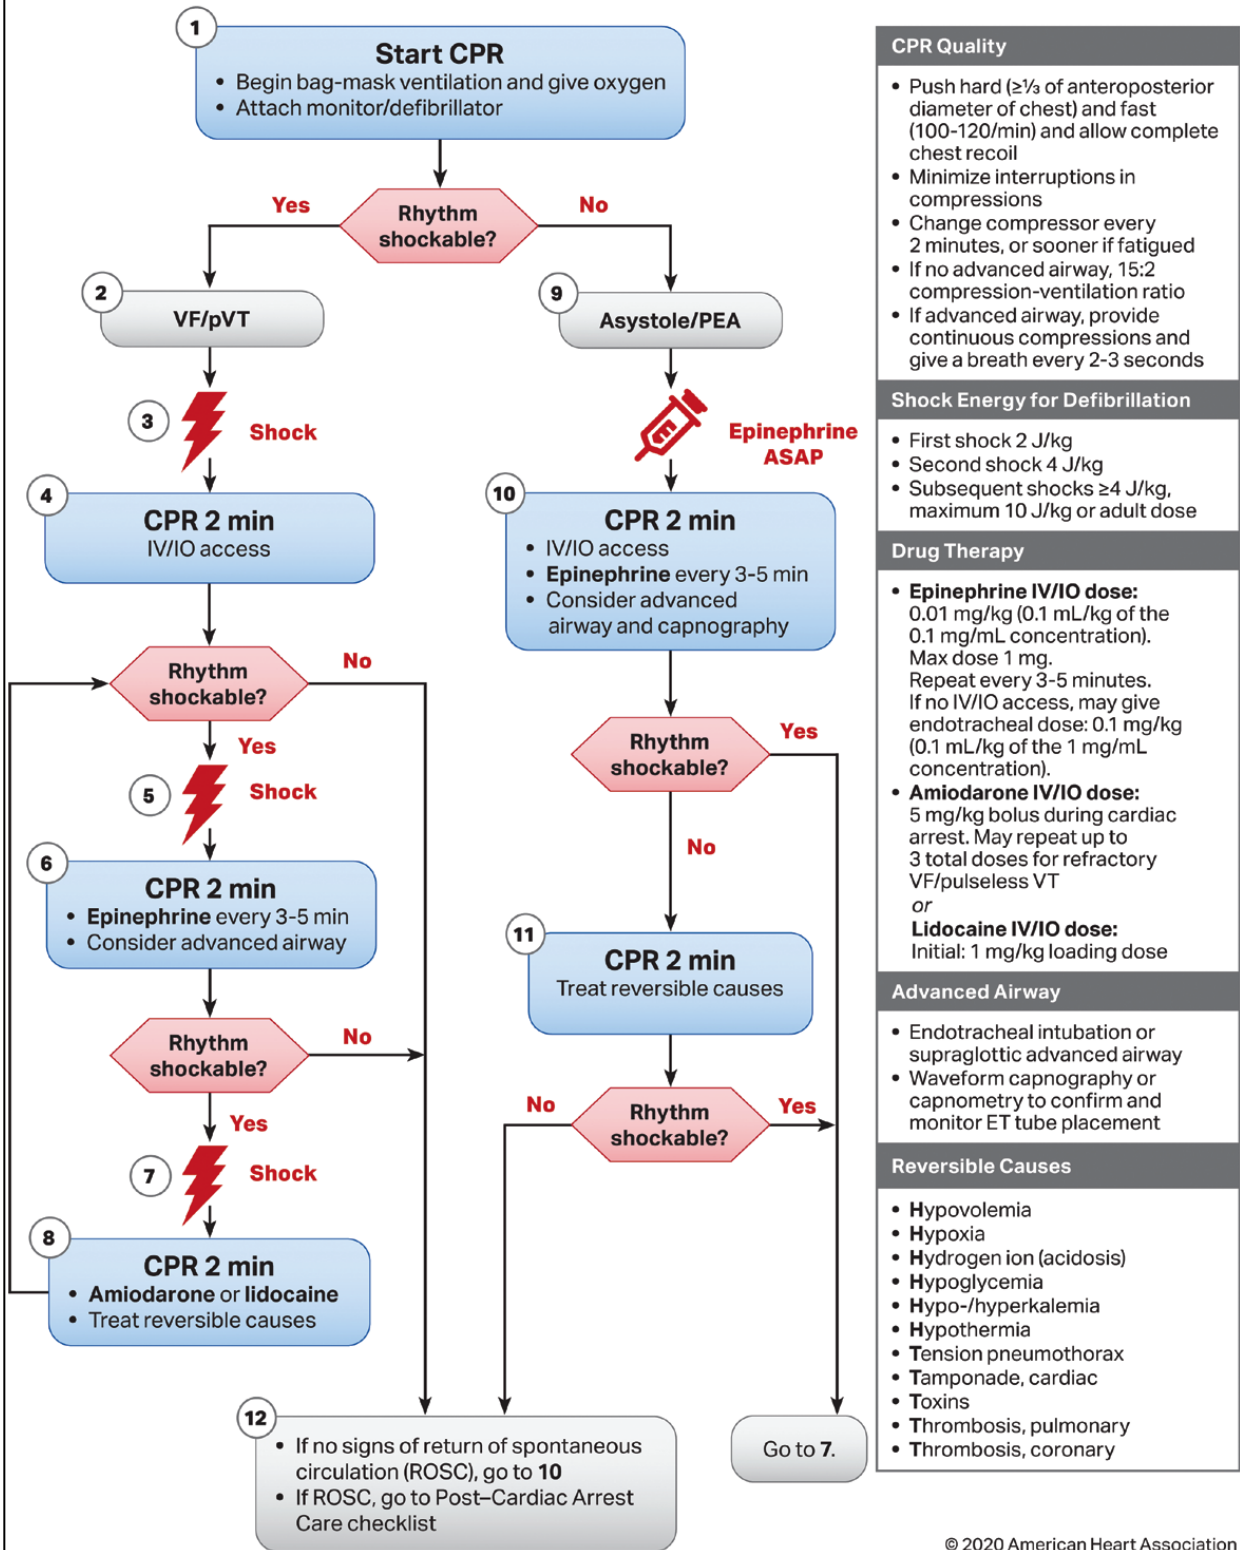 1
Start CPR
• Begin bag-mask ventilation and give oxygen
• Attach monitor/defibrillator
Rhythm
shockable?
Yes
No
2
VF/pVT
3
Shock
4
CPR 2 min
IV/IO access
Rhythm
shockable?
No
Yes
5
Shock
6
CPR 2 min
• Epinephrine every 3-5 min
• Consider advanced airway
Rhythm
shockable?
No
Yes
7
Shock
8
CPR 2 min
• Amiodarone or lidocaine
• Treat reversible causes
9
Asystole/PEA
Epinephrine
ASAP
10
CPR 2 min
• IV/IO access
• Epinephrine every 3-5 min
• Consider advanced
airway and capnography
Rhythm
shockable?
Yes
No
11
CPR 2 min
Treat reversible causes
Rhythm
shockable?
No
Yes
12
• If no signs of return of spontaneous
circulation (ROSC), go to 10
• If ROSC, go to Post–Cardiac Arrest
Care checklist
Go to 7.
CPR Quality
• Push hard (≥⅓ of anteroposterior
diameter of chest) and fast
(100-120/min) and allow complete
chest recoil
• Minimize interruptions in
compressions
• Change compressor every
2 minutes, or sooner if fatigued
• If no advanced airway, 15:2
compression-ventilation ratio
• If advanced airway, provide
continuous compressions and
give a breath every 2-3 seconds
Shock Energy for Defibrillation
• First shock 2 J/kg
• Second shock 4 J/kg
• Subsequent shocks ≥4 J/kg,
maximum 10 J/kg or adult dose
Drug Therapy
• Epinephrine IV/IO dose:
0.01 mg/kg (0.1 mL/kg of the
0.1 mg/mL concentration).
Max dose 1 mg.
Repeat every 3-5 minutes.
If no IV/IO access, may give
endotracheal dose: 0.1 mg/kg
(0.1 mL/kg of the 1 mg/mL
concentration).
• Amiodarone IV/IO dose:
5 mg/kg bolus during cardiac
arrest. May repeat up to
3 total doses for refractory
VF/pulseless VT
or
Lidocaine IV/IO dose:
Initial: 1 mg/kg loading dose
Advanced Airway
• Endotracheal intubation or
supraglottic advanced airway
• Waveform capnography or
capnometry to confirm and
monitor ET tube placement
Reversible Causes
• Hypovolemia
• Hypoxia
• Hydrogen ion (acidosis)
• Hypoglycemia
• Hypo-/hyperkalemia
• Hypothermia
• Tension pneumothorax
• Tamponade, cardiac
• Toxins
• Thrombosis, pulmonary
• Thrombosis, coronary
© 2020 American Heart Association